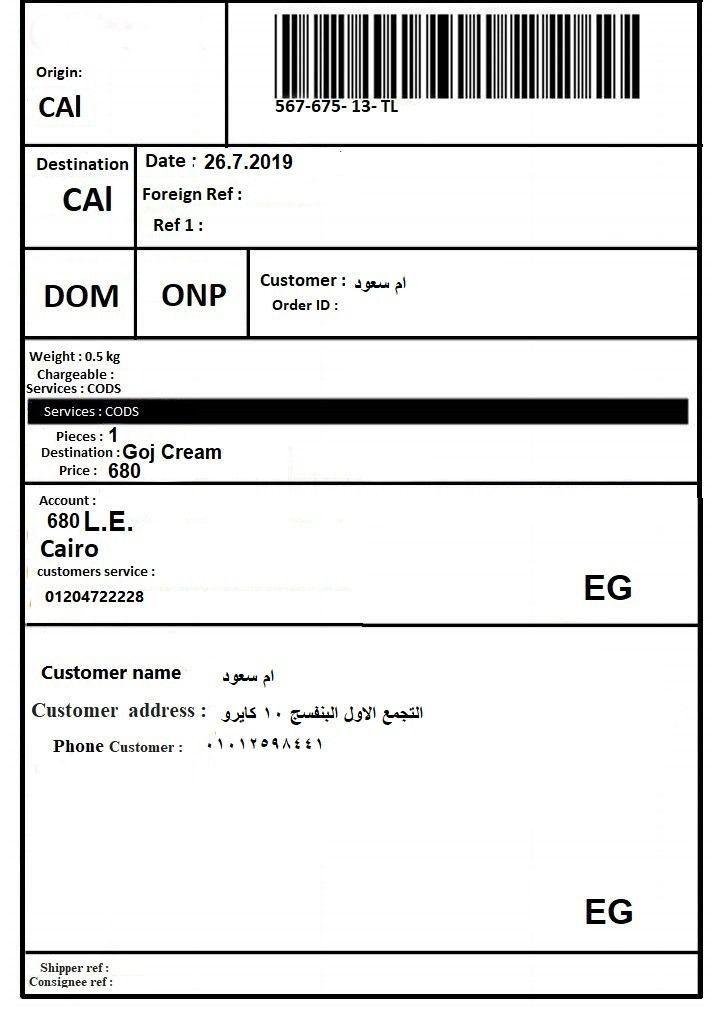 Origin:
CAl
567-675- 13- TL
Destination
CAl
Date : 26.7.2019
Foreign Ref :
Ref 1 :
DOM
ONP
Customer : ام سعود
Order ID :
Weight : 0.5 kg
Chargeable :
Services : CODS
Services : CODS
Pieces : 1
Destination : Goj Cream
Price : 680
Account :
680 L.E.
Cairo
customers service :
01204722228
EG
Customer name ام سعود
Customer address : التجمع الاول البنفسج ١٠ كايرو
Phone Customer : ٠١٠١٢٥٩٨٤٤١
EG
Shipper ref :
Consignee ref :